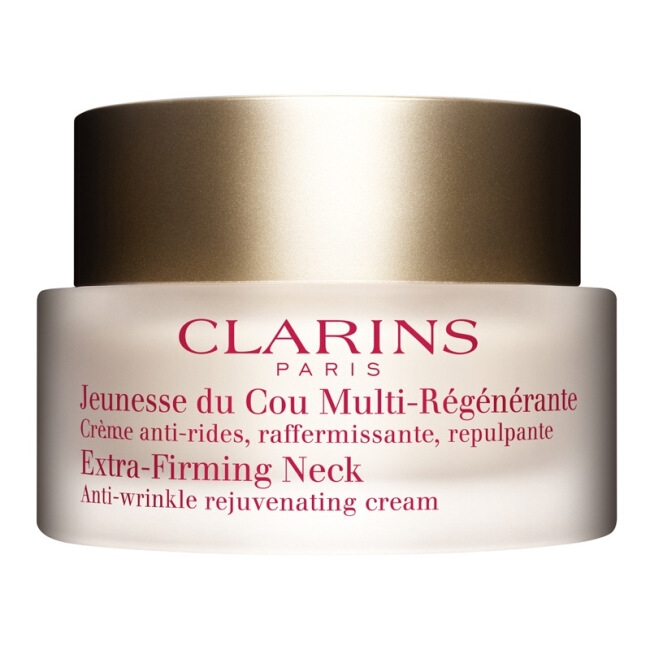 CLARINS
PARIS
Jeunesse du Cou Multi-Régénérante
Crème anti-rides, raffermissante, repulpante
Extra-Firming Neck
Anti-wrinkle rejuvenating cream